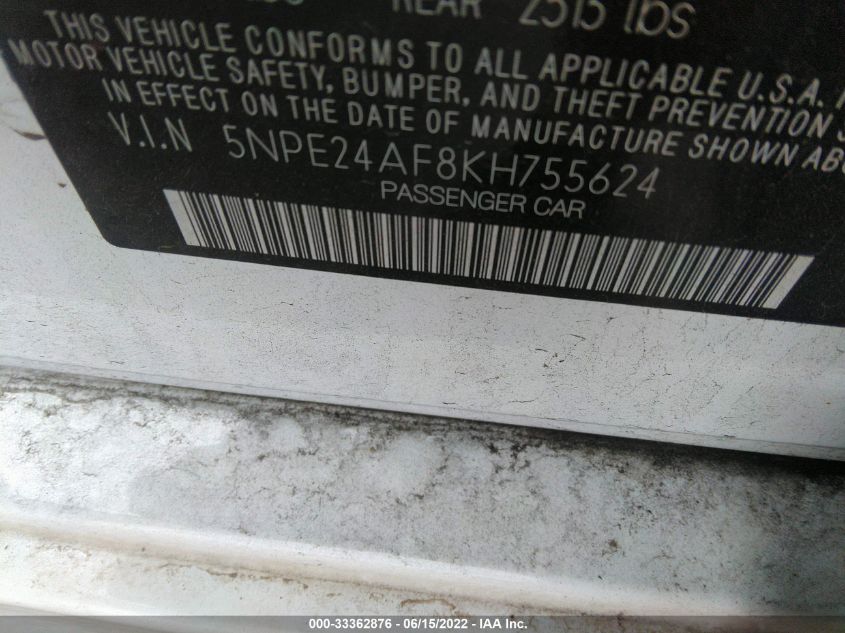 REAR 2515 lbs
THIS VEHICLE CONFORMS TO ALL APPLICABLE U.S.A.
MOTOR VEHICLE SAFETY, BUMPER, AND THEFT PREVENTION
IN EFFECT ON THE DATE OF MANUFACTURE SHOWN
V.I.N 5NPE24AF8KH755624
PASSENGER CAR
000-33362876 - 06/15/2022 - IAA Inc.